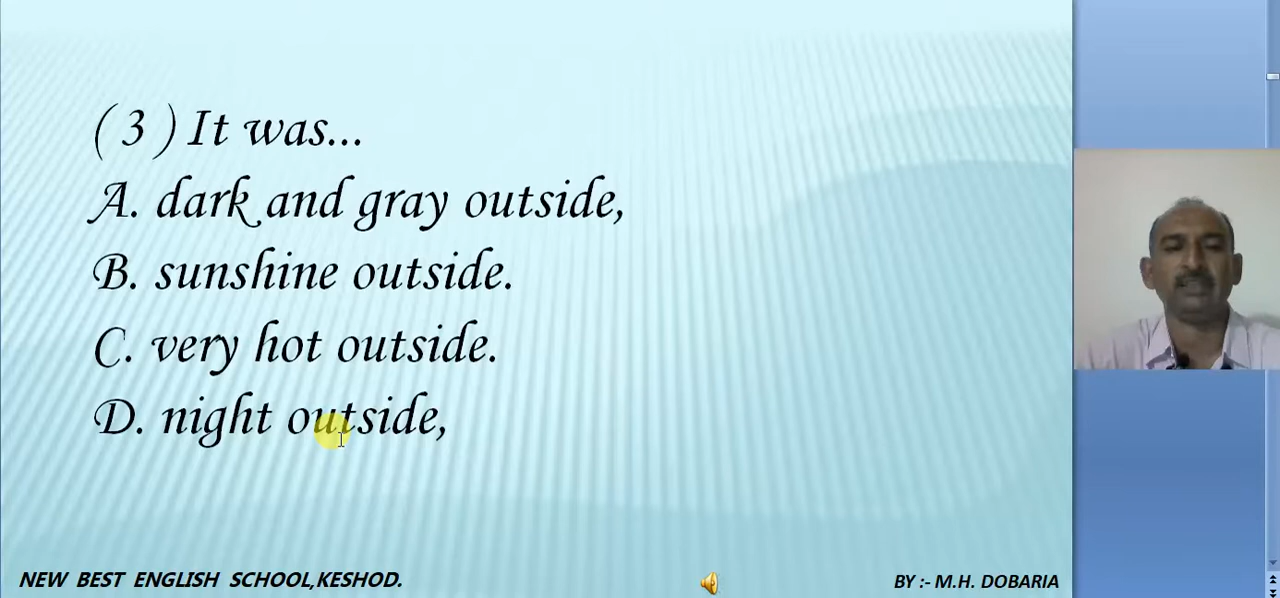 ( 3 ) It was...
A. dark and gray outside,
B. sunshine outside.
C. very hot outside.
D. night outside,
NEW BEST ENGLISH SCHOOL,KESHOD.
BY :- M.H. DOBARIA